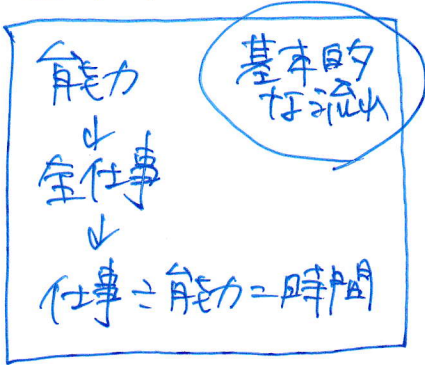 基本的
な流れ
能力
↓
全仕事
↓
仕事÷能力=時間